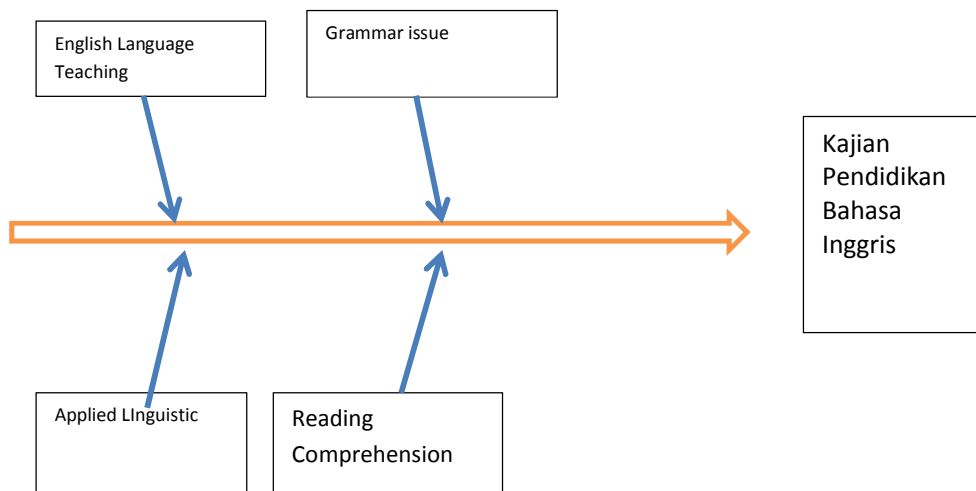 English Language
Teaching
Grammar issue
Kajian
Pendidikan
Bahasa
Inggris
Applied LInguistic
Reading
Comprehension